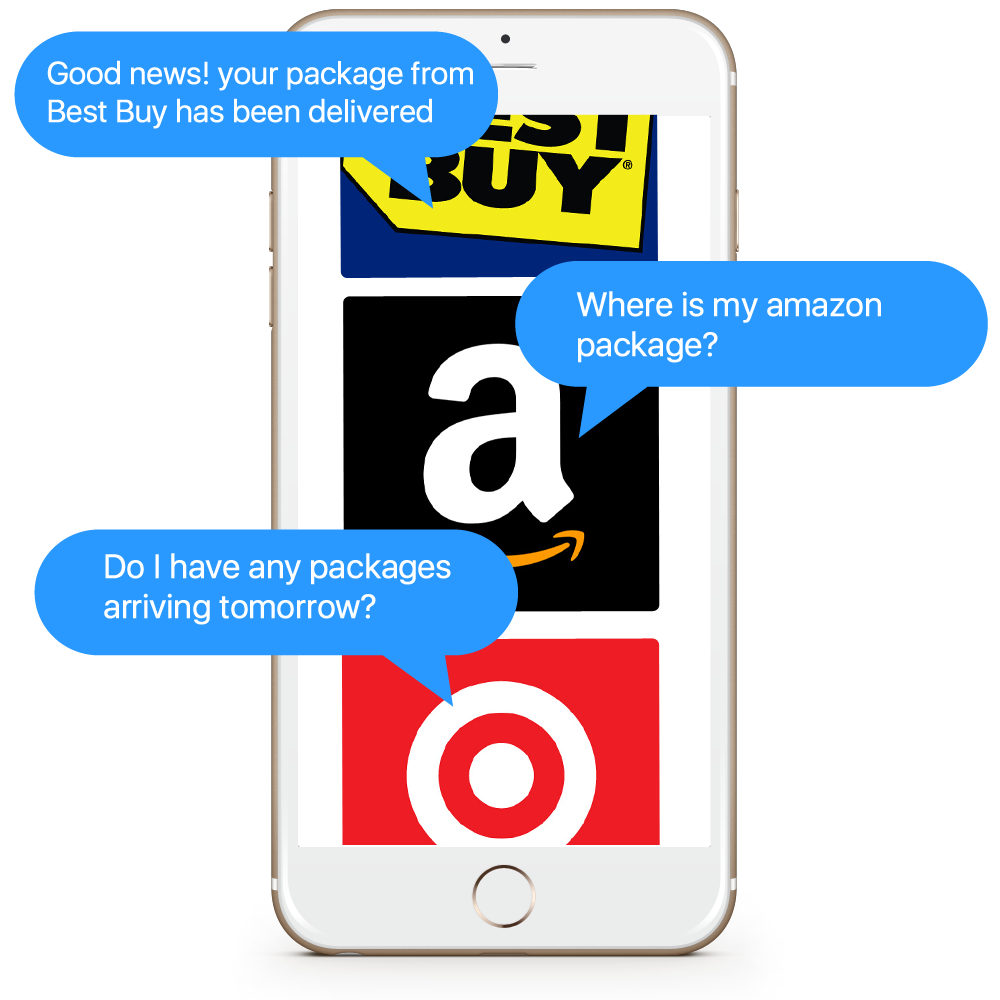 Good news! your package from
Best Buy has been delivered
BUY®
Where is my amazon
package?
a
Do I have any packages
arriving tomorrow?